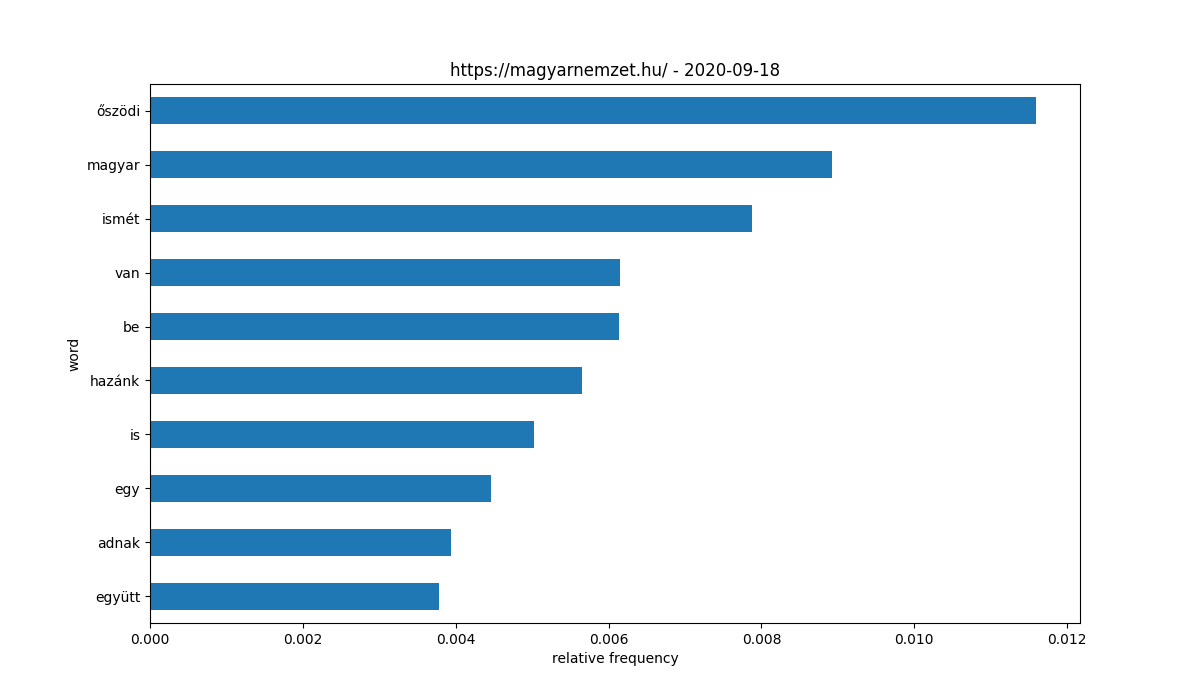 https://magyarnemzet.hu/ - 2020-09-18
őszödi
magyar
ismét
van
be
hazánk
is
egy
adnak
együtt
word
0.000 0.002 0.004 0.006 0.008 0.010 0.012
relative frequency